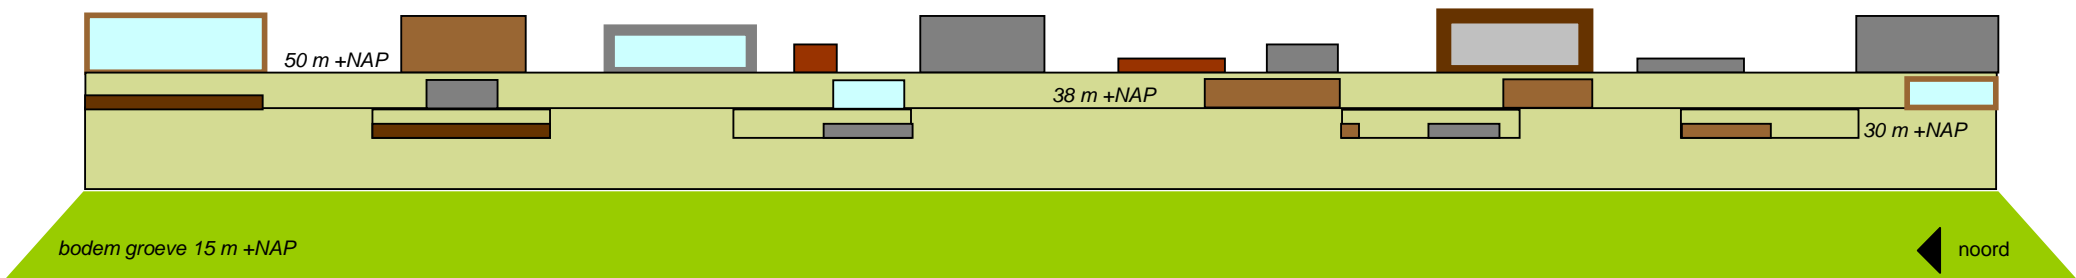 50 m +NAP
38 m +NAP
30 m +NAP
bodem groeve 15 m +NAP
noord